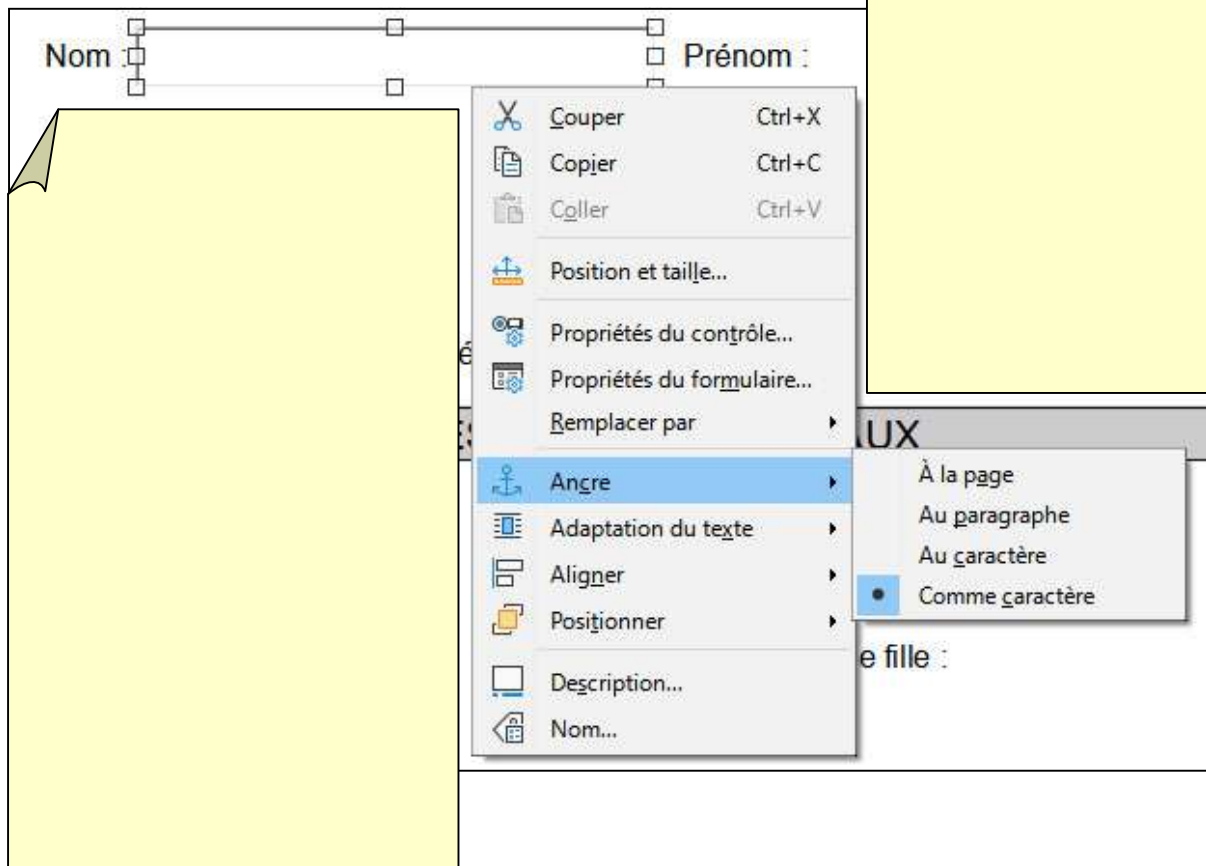 Nom :
Prénom :
Couper Ctrl+X
Copier Ctrl+C
Coller Ctrl+V
Position et taille...
Propriétés du contrôle...
Propriétés du formulaire...
Remplacer par
UX
Ancre
À la page
Au paragraphe
Au caractère
Comme caractère
Adaptation du texte
Aligner
Positionner
e fille :
Description...
Nom...